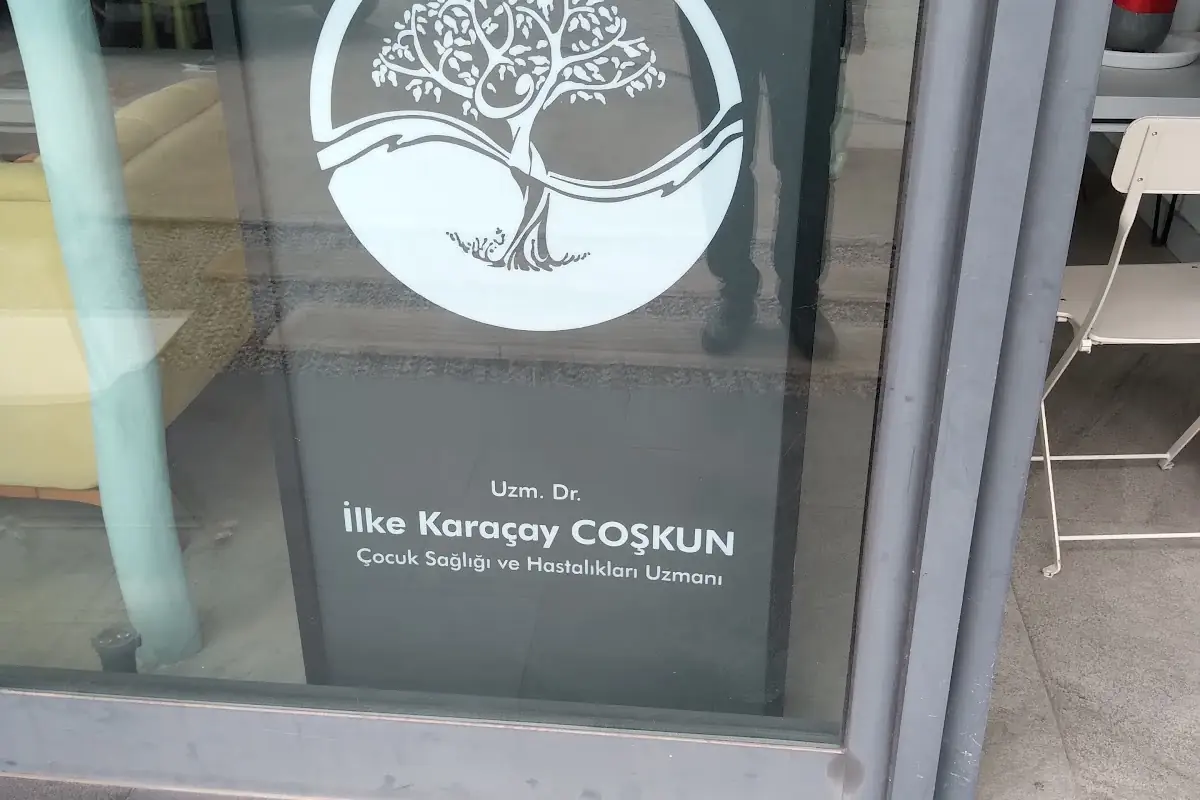 Uzm. Dr.
İlke Karaçay COŞKUN
Çocuk Sağlığı ve Hastalıkları Uzmanı